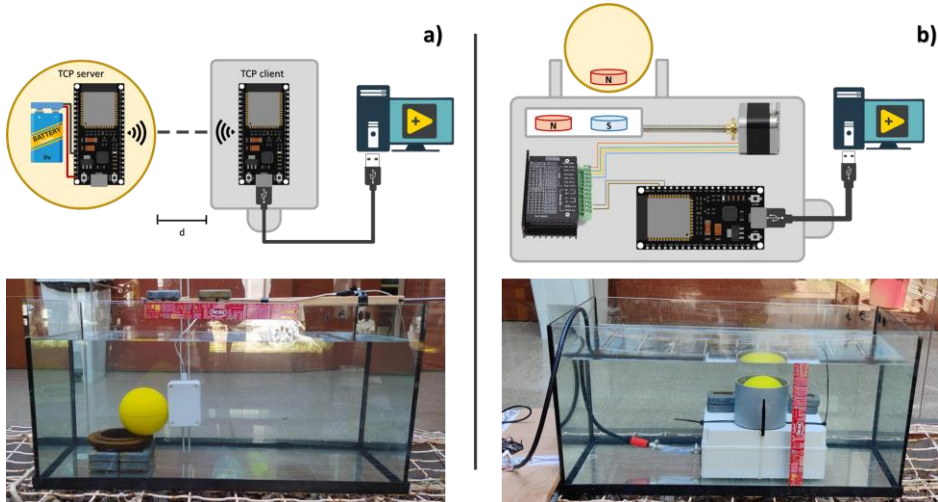 a)
TCP server
TCP client
BATTERY
9v
d
b)
N
N
S